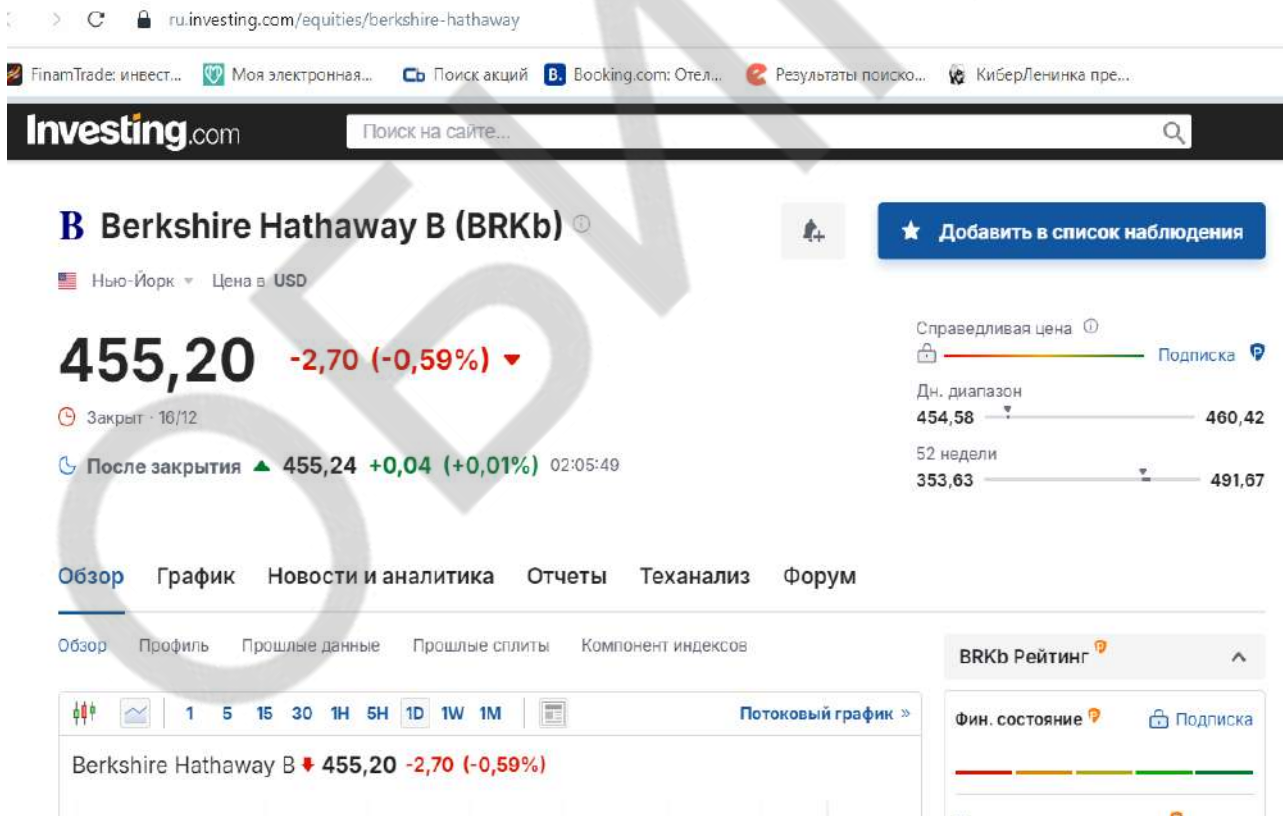 ru.investing.com/equities/berkshire-hathaway
FinamTrade: инвест... Моя электронная... Сb Поиск акций B. Booking.com: Отел... Результаты поиско... КиберЛенинка пре...
Investing.com Поиск на сайте...
B Berkshire Hathaway B (BRKb) Добавить в список наблюдения
Нью-Йорк Цена в USD
Справедливая цена
455,20 -2,70 (-0,59%) Подписка
Дн. диапазон
Закрыт · 16/12 454,58 460,42
52 недели
После закрытия 455,24 +0,04 (+0,01%) 02:05:49
353,63 491,67
Обзор График Новости и аналитика Отчеты Теханализ Форум
Обзор Профиль Прошлые данные Прошлые сплиты Компонент индексов
BRKb Рейтинг
1 5 15 30 1H 5H 1D 1W 1M Потоковый график »
Фин. состояние Подписка
Berkshire Hathaway B 455,20 -2,70 (-0,59%)